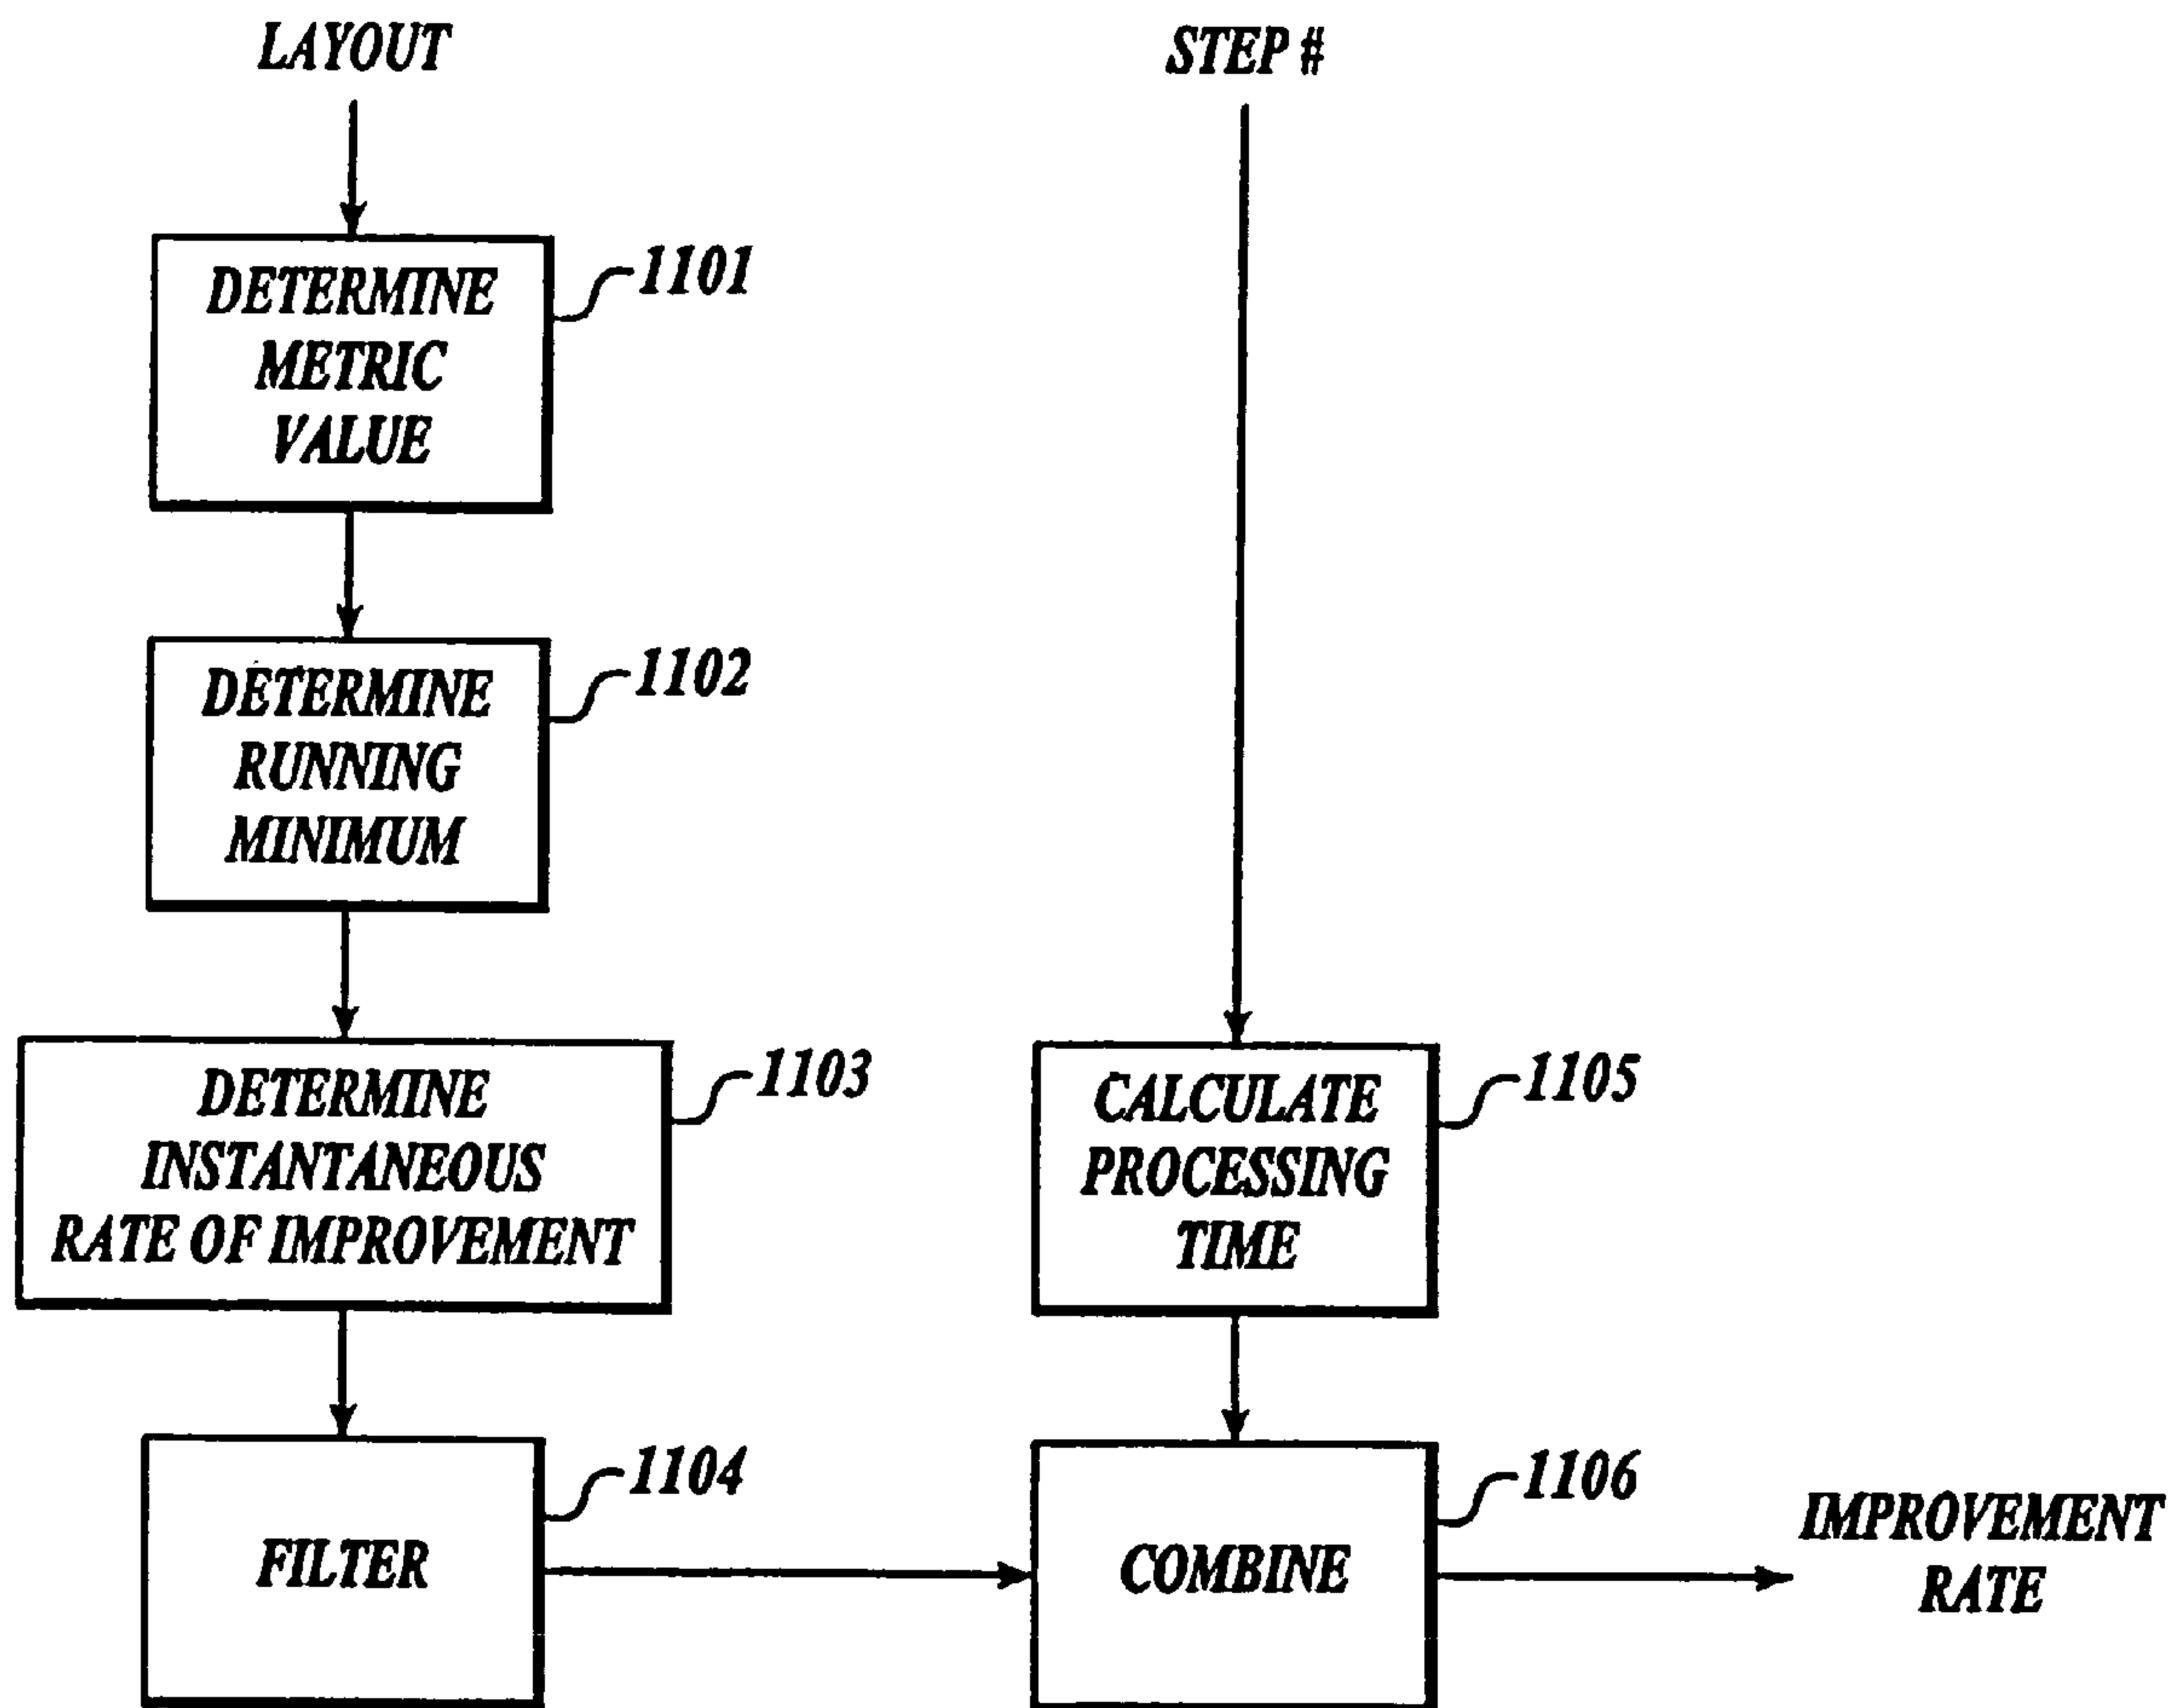 LAYOUT
STEP #
DETERMINE
METRIC
VALUE
1101
DETERMINE
RUNNING
MINIMUM
1102
DETERMINE
INSTANTANEOUS
RATE OF IMPROVEMENT
1103
CALCULATE
PROCESSING
TIME
1105
FILTER
1104
COMBINE
1106
IMPROVEMENT
RATE